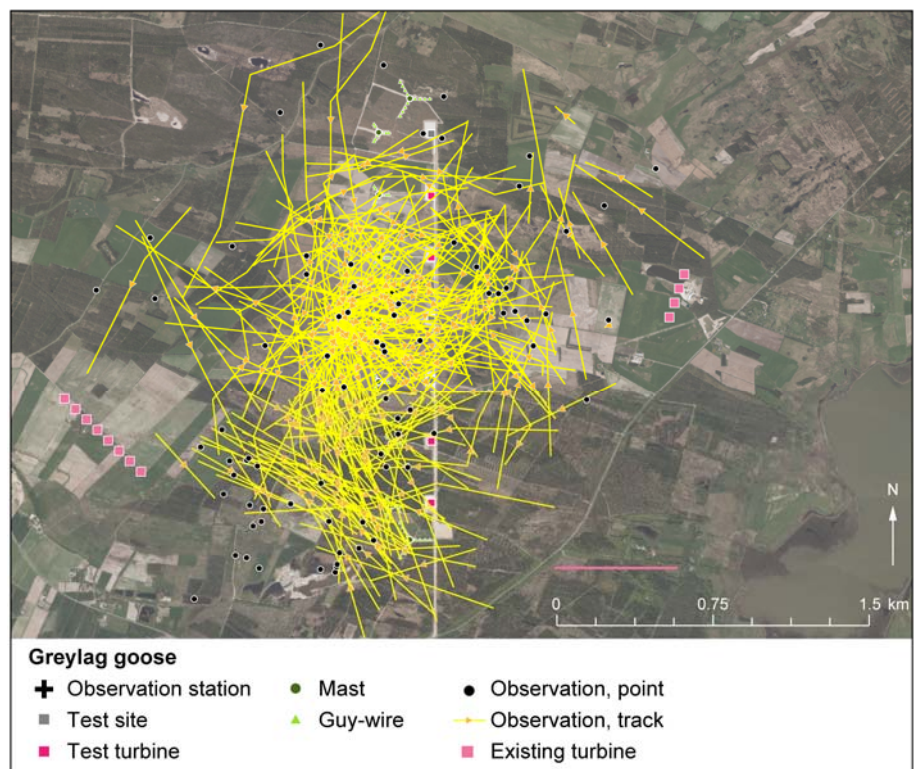 N
0 0.75 1.5 km
Greylag goose
Observation station Mast Observation, point
Test site Guy-wire Observation, track
Test turbine Existing turbine